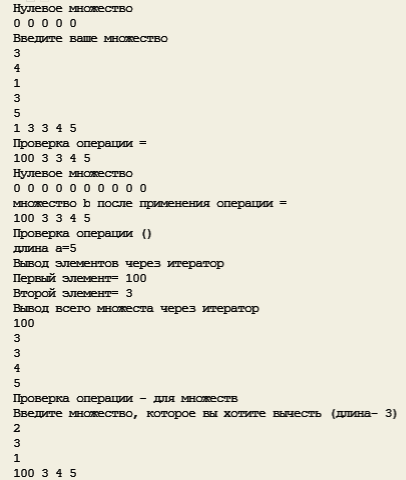 Нулевое множество
0 0 0 0 0
Введите ваше множество
3
4
1
3
5
1 3 3 4 5
Проверка операции =
100 3 3 4 5
Нулевое множество
0 0 0 0 0 0 0 0 0 0
множество b после применения операции =
100 3 3 4 5
Проверка операции ()
длина a=5
Вывод элементов через итератор
Первый элемент= 100
Второй элемент= 3
Вывод всего множеста через итератор
100
3
3
4
5
Проверка операции - для множеств
Введите множество, которое вы хотите вычесть (длина- 3)
2
3
1
100 3 4 5